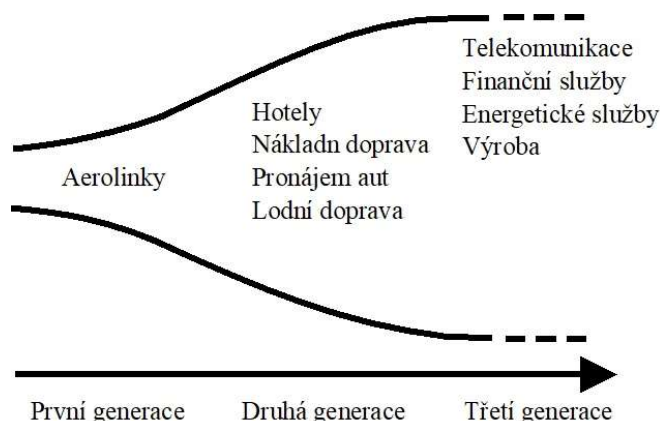 Telekomunikace
Finanční služby
Energetické služby
Výroba
Hotely
Nákladn doprava
Pronájem aut
Lodní doprava
Aerolinky
První generace
Druhá generace
Třetí generace